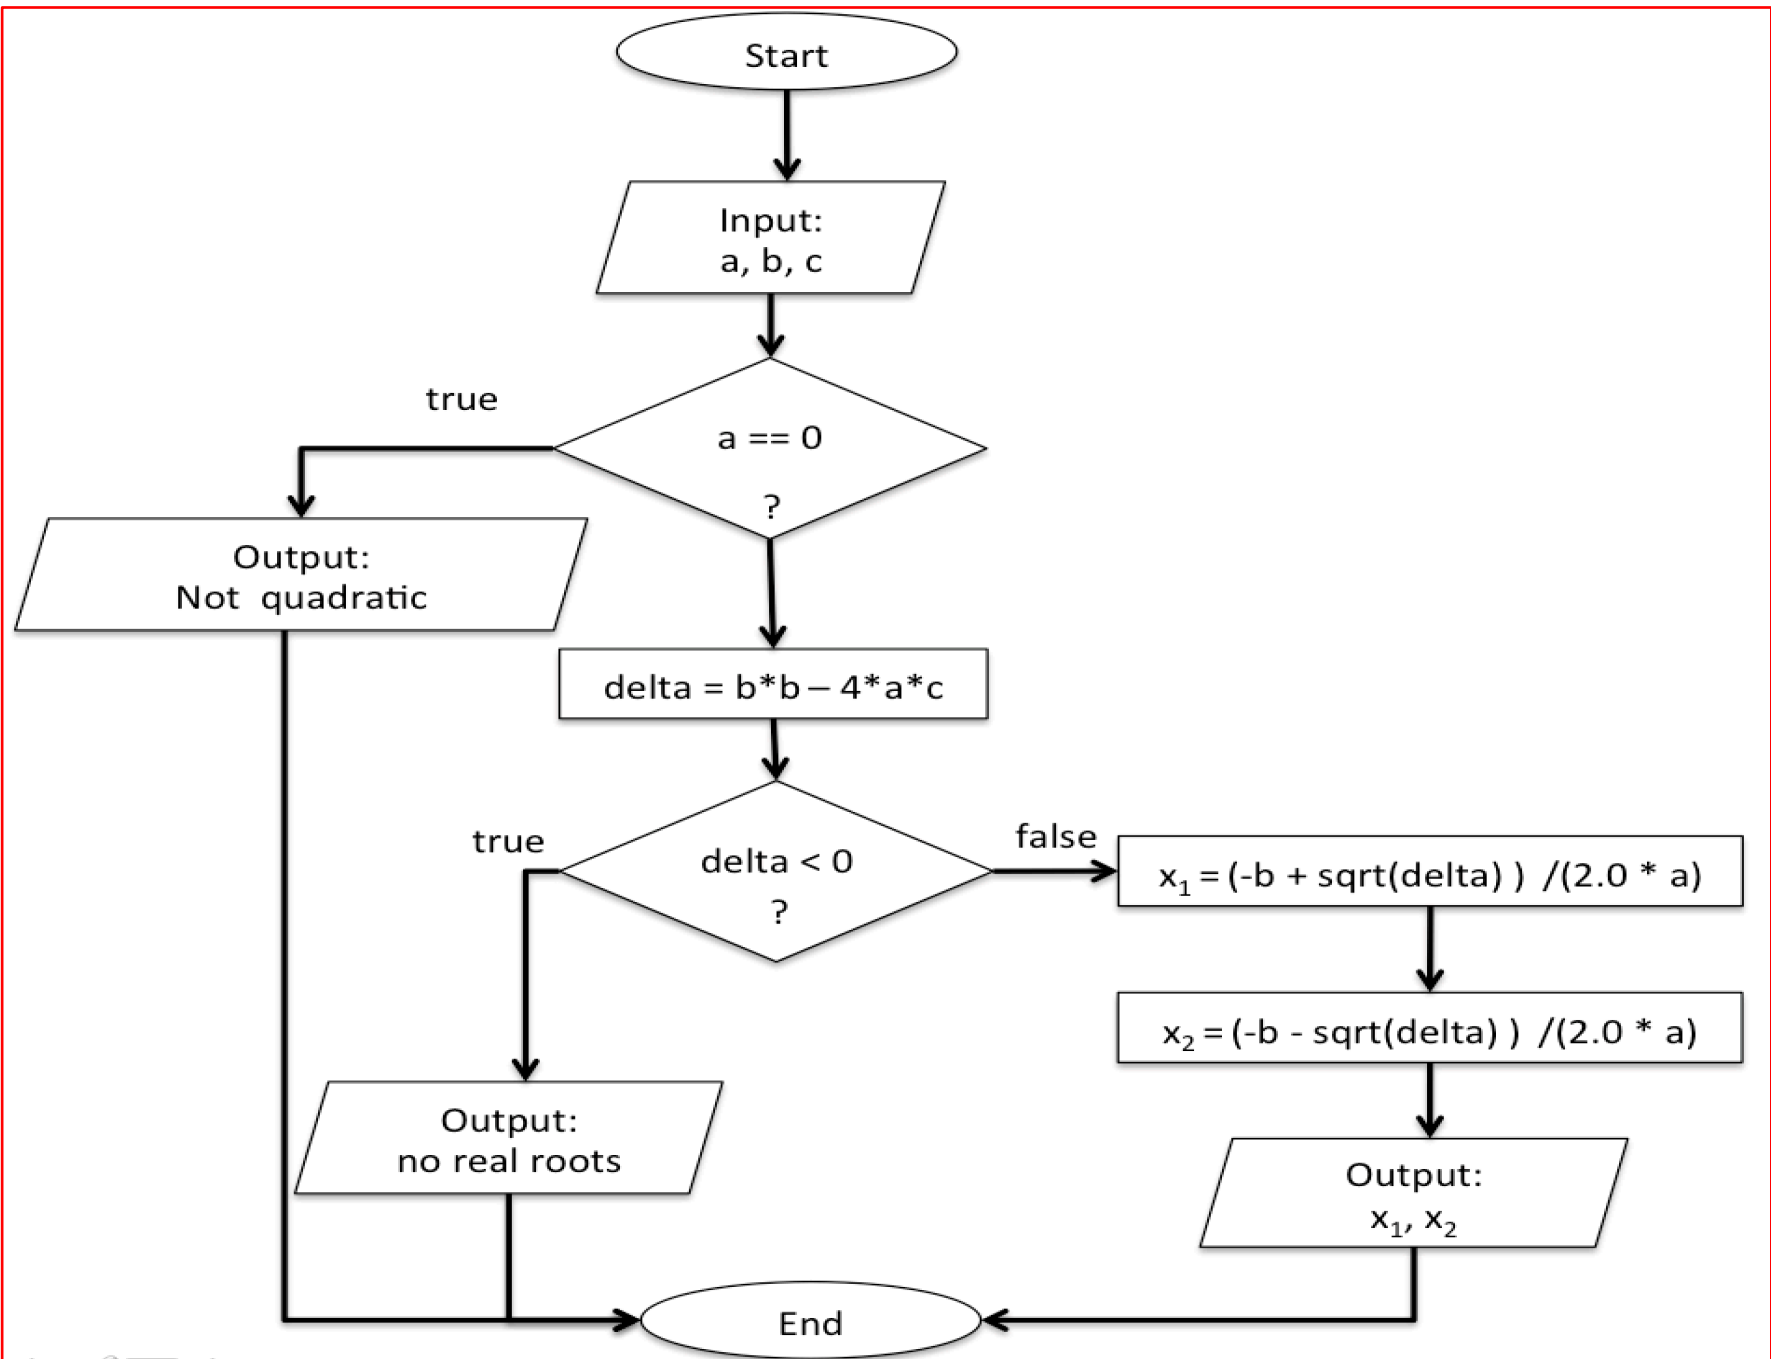 Start
Input:
a, b, c
true
a == 0
?
Output:
Not quadratic
delta = b*b – 4*a*c
true
delta < 0
?
false
x₁ = (-b + sqrt(delta) ) /(2.0 * a)
x₂ = (-b - sqrt(delta) ) /(2.0 * a)
Output:
no real roots
Output:
x₁, x₂
End